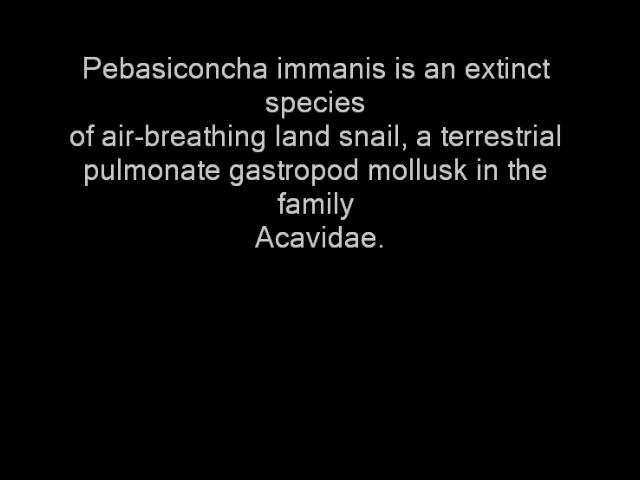 Pebasiconcha immanis is an extinct
species
of air-breathing land snail, a terrestrial
pulmonate gastropod mollusk in the
family
Acavidae.